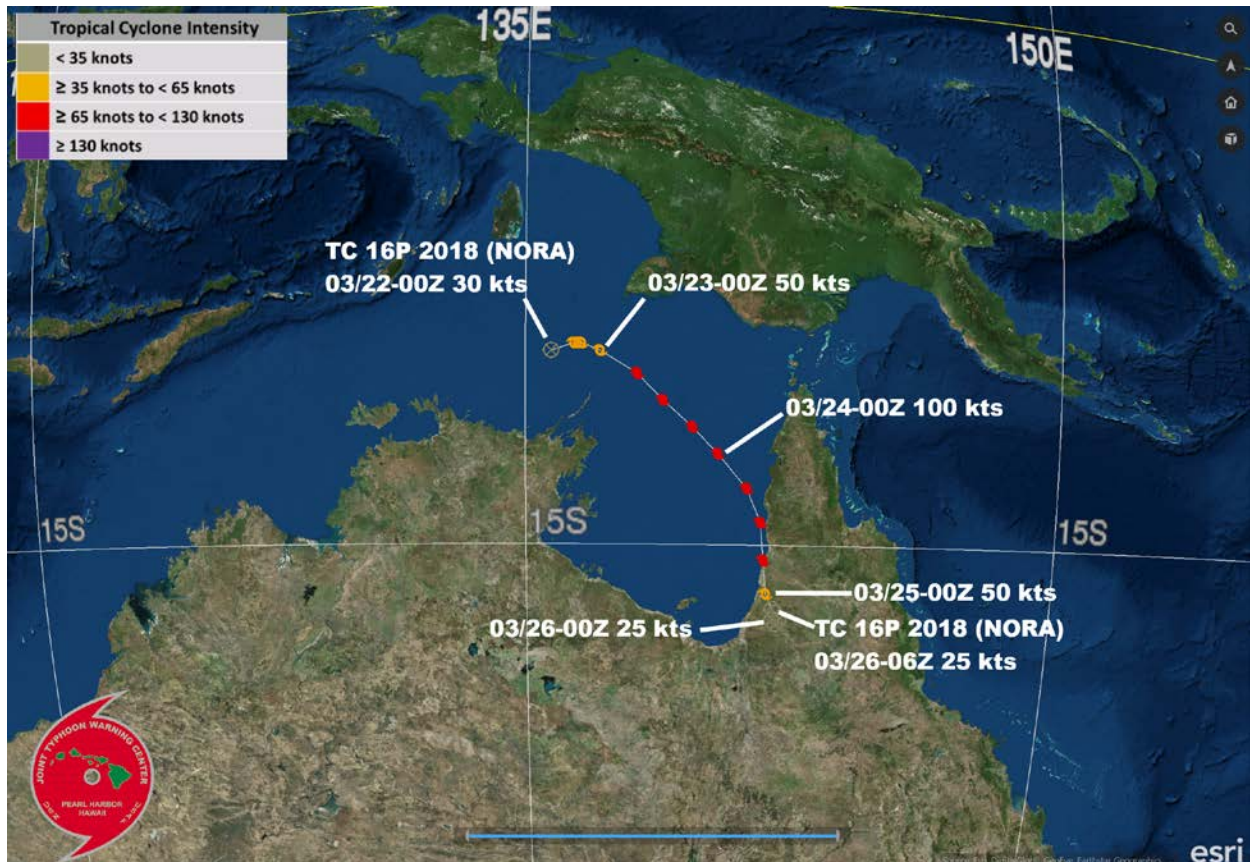 Tropical Cyclone Intensity
< 35 knots
≥ 35 knots to < 65 knots
≥ 65 knots to < 130 knots
≥ 130 knots
135E
150E
TC 16P 2018 (NORA)
03/22-00Z 30 kts
03/23-00Z 50 kts
03/24-00Z 100 kts
15S
15S
15S
03/25-00Z 50 kts
03/26-00Z 25 kts
TC 16P 2018 (NORA)
03/26-06Z 25 kts
JOINT TYPHOON WARNING CENTER
PEARL HARBOR
HAWAII
esri